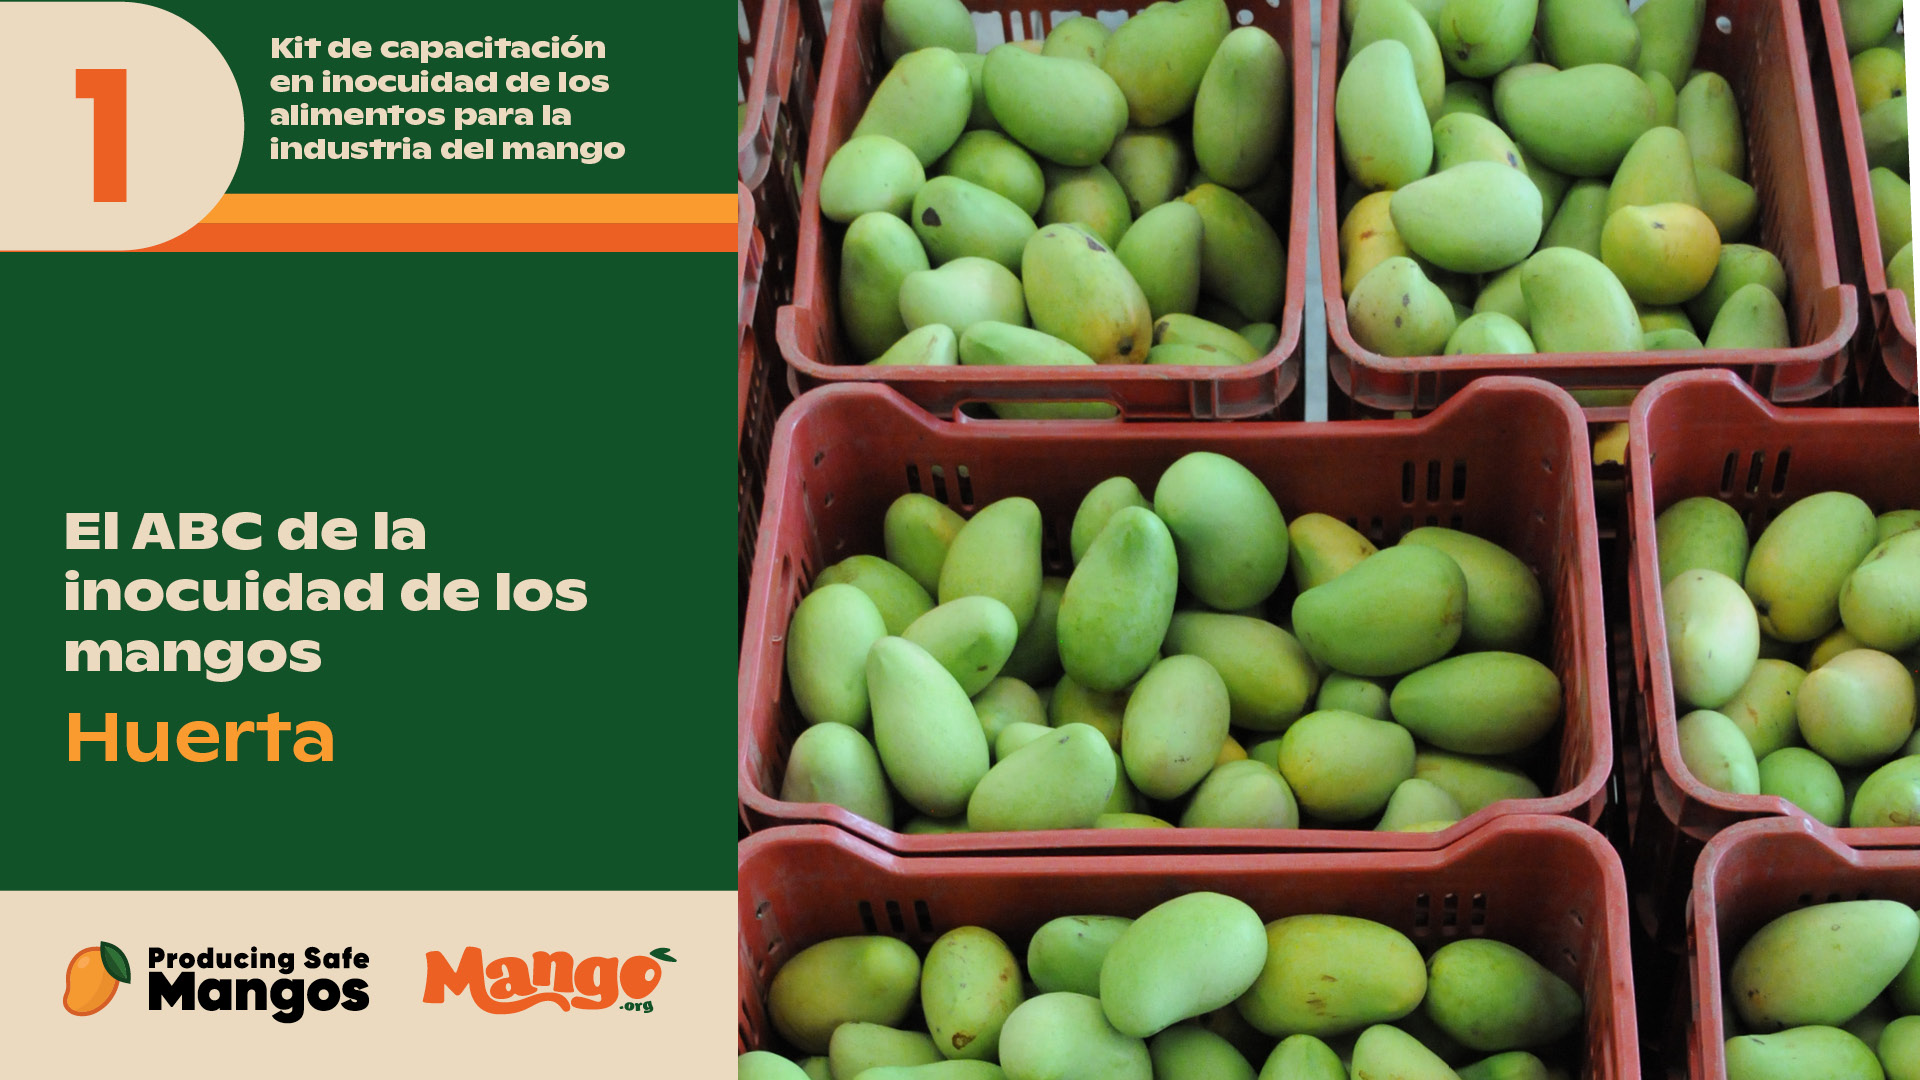 1
Kit de capacitación
en inocuidad de los
alimentos para la
industria del mango
El ABC de la
inocuidad de los
mangos
Huerta
Producing Safe
Mangos
Mango
.org